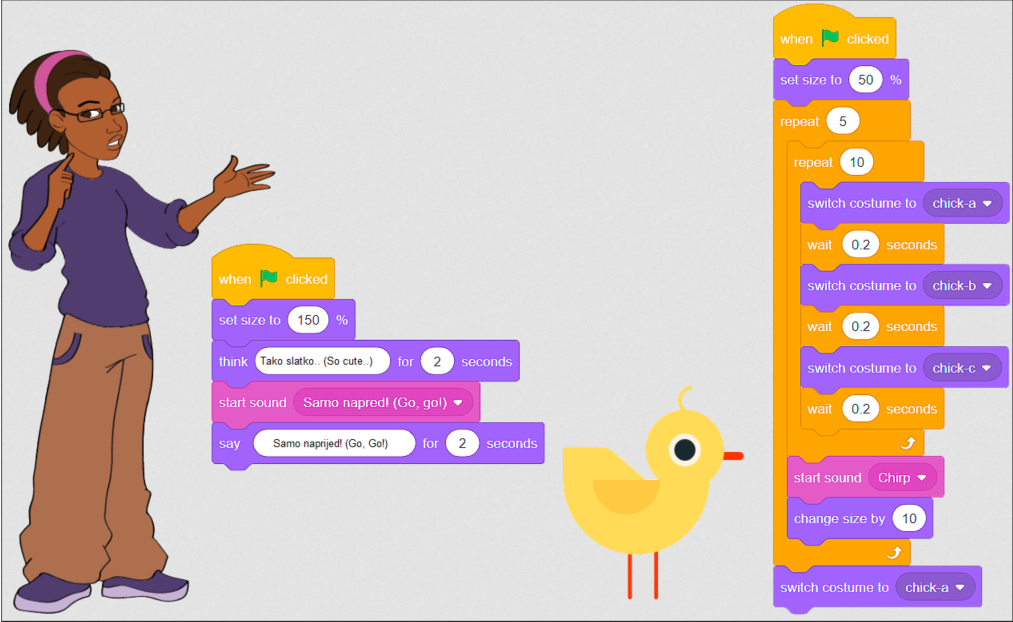 when clicked
set size to 150 %
think Tako slatko.. (So cute..) for 2 seconds
start sound Samo napred! (Go, go!)
say Samo naprijed! (Go, Go!) for 2 seconds
when clicked
set size to 50 %
repeat 5
repeat 10
switch costume to chick-a
wait 0.2 seconds
switch costume to chick-b
wait 0.2 seconds
switch costume to chick-c
wait 0.2 seconds
start sound Chirp
change size by 10
switch costume to chick-a